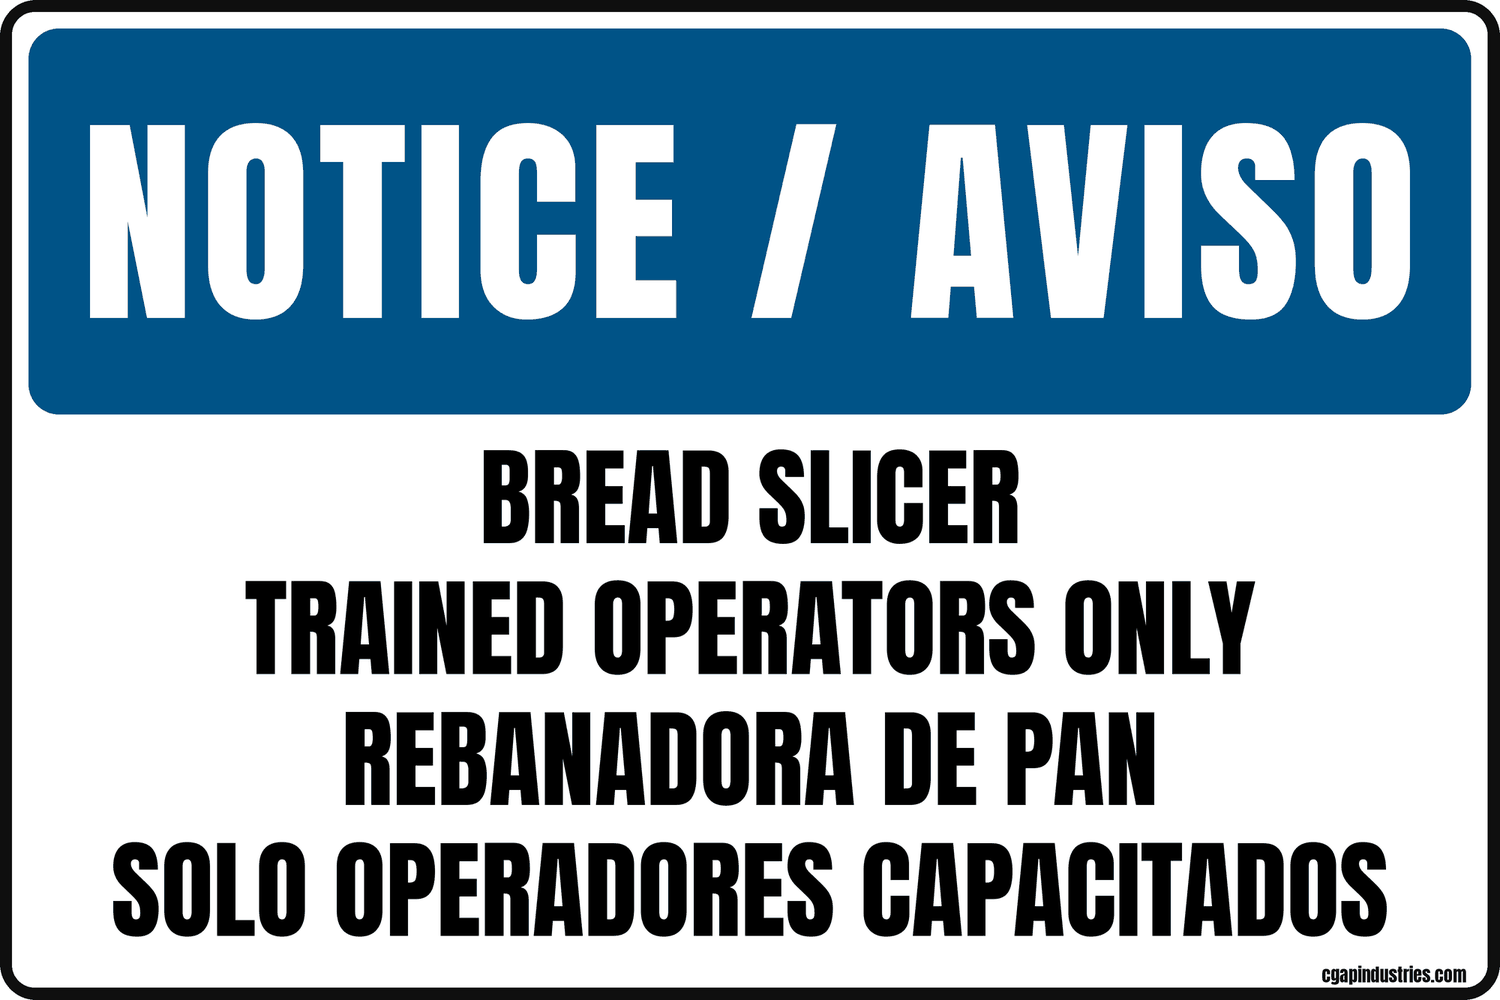 NOTICE / AVISO
BREAD SLICER
TRAINED OPERATORS ONLY
REBANADORA DE PAN
SOLO OPERADORES CAPACITADOS
cgapindustries.com